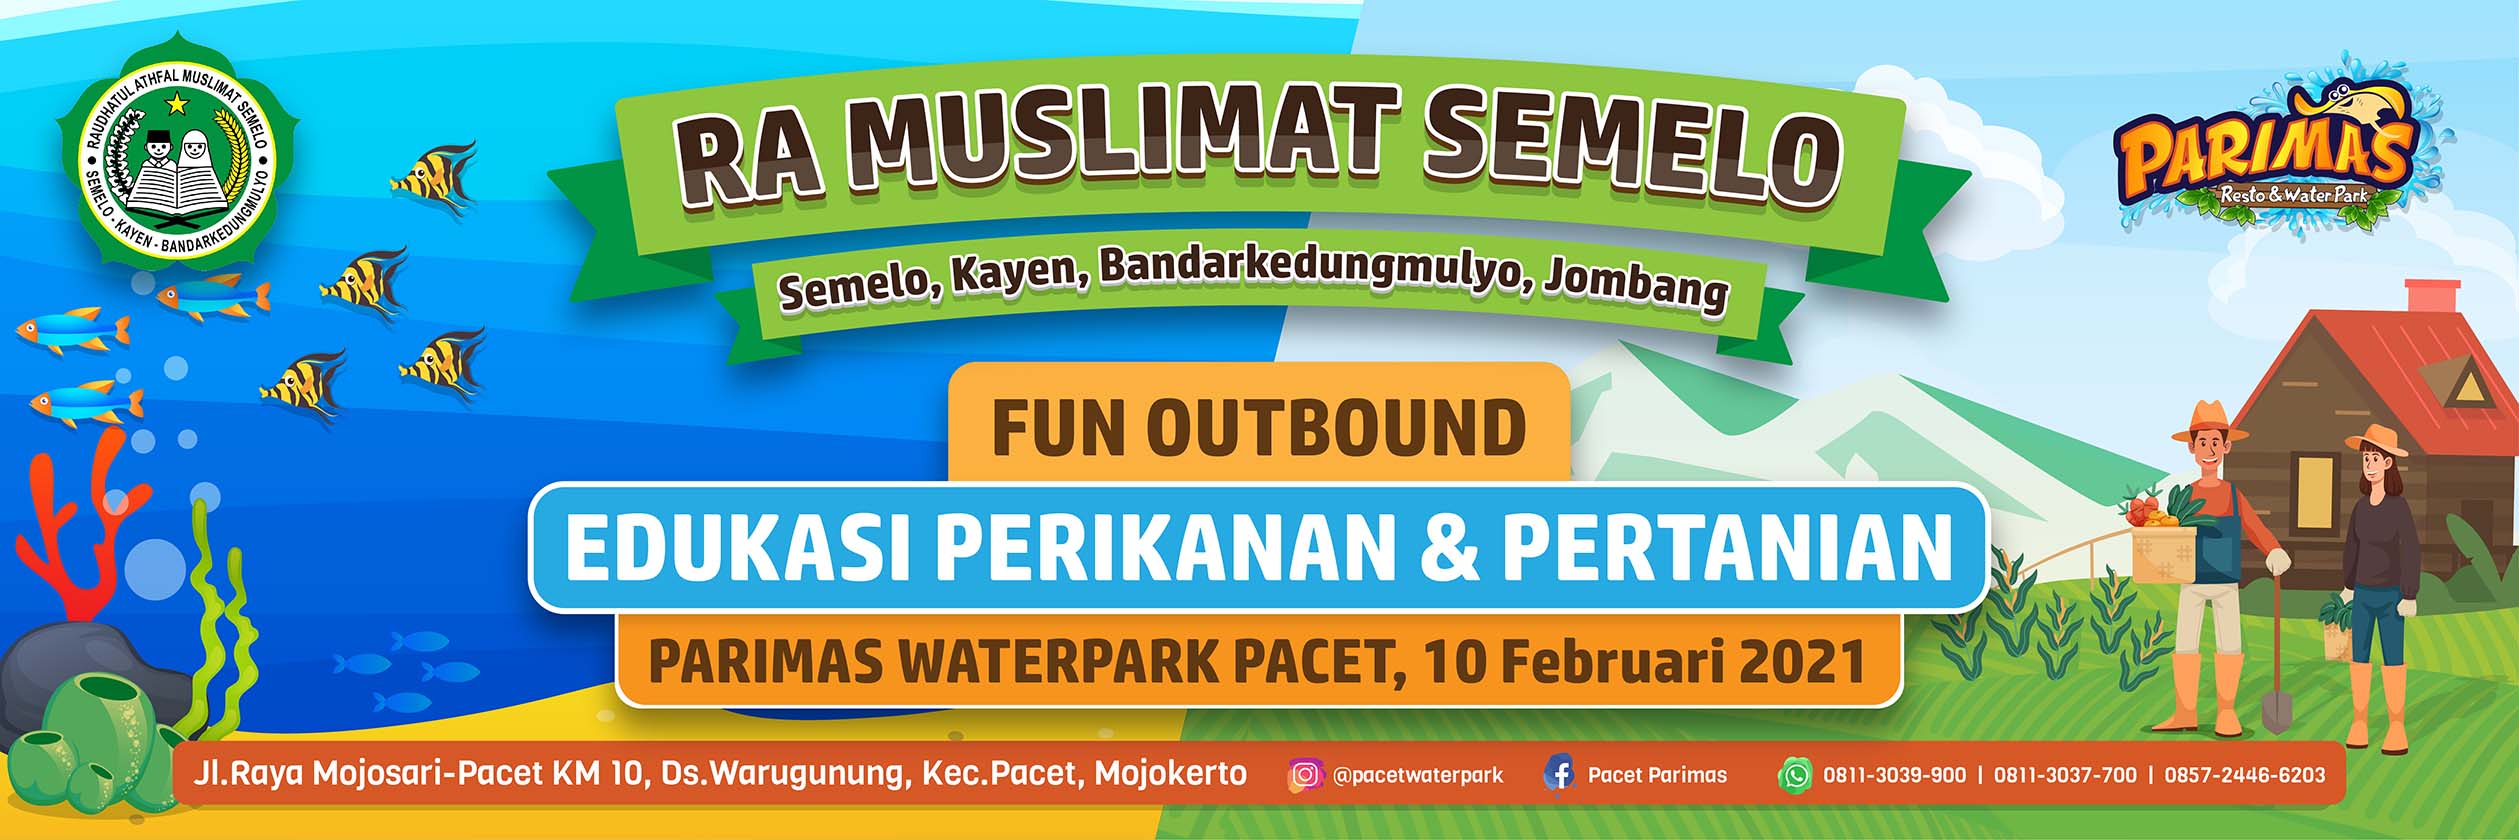 RAUDHATUL ATHFAL MUSLIMAT SEMELO
SEMELO - KAYEN - BANDARKEDUNGMULYO
RA MUSLIMAT SEMELO
PARIMAS
Resto & Water Park
Semelo, Kayen, Bandarkedungmulyo, Jombang
FUN OUTBOUND
EDUKASI PERIKANAN & PERTANIAN
PARIMAS WATERPARK PACET, 10 Februari 2021
Jl.Raya Mojosari-Pacet KM 10, Ds.Warugunung, Kec.Pacet, Mojokerto @pacetwaterpark Pacet Parimas 0811-3039-900 | 0811-3037-700 | 0857-2446-6203